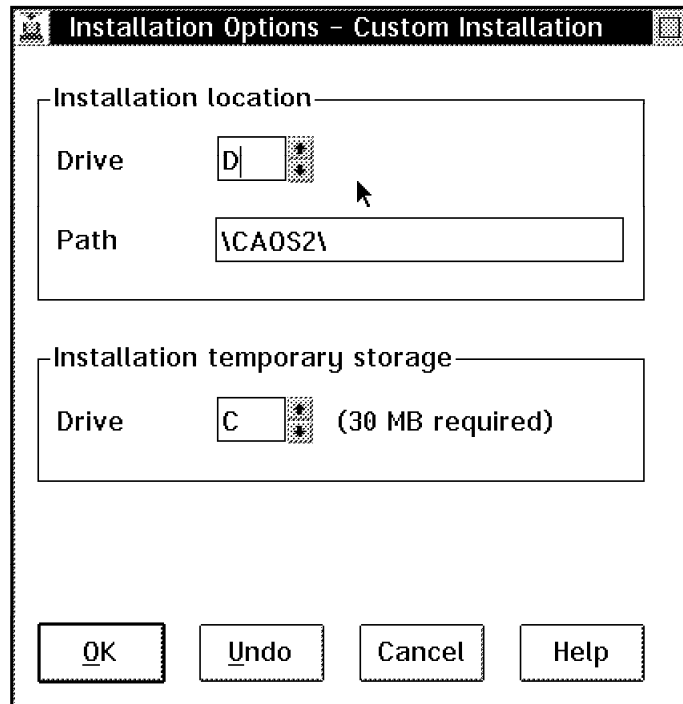 Installation Options – Custom Installation
Installation location
Drive D
Path \CAOS2\
Installation temporary storage
Drive C (30 MB required)
OK Undo Cancel Help